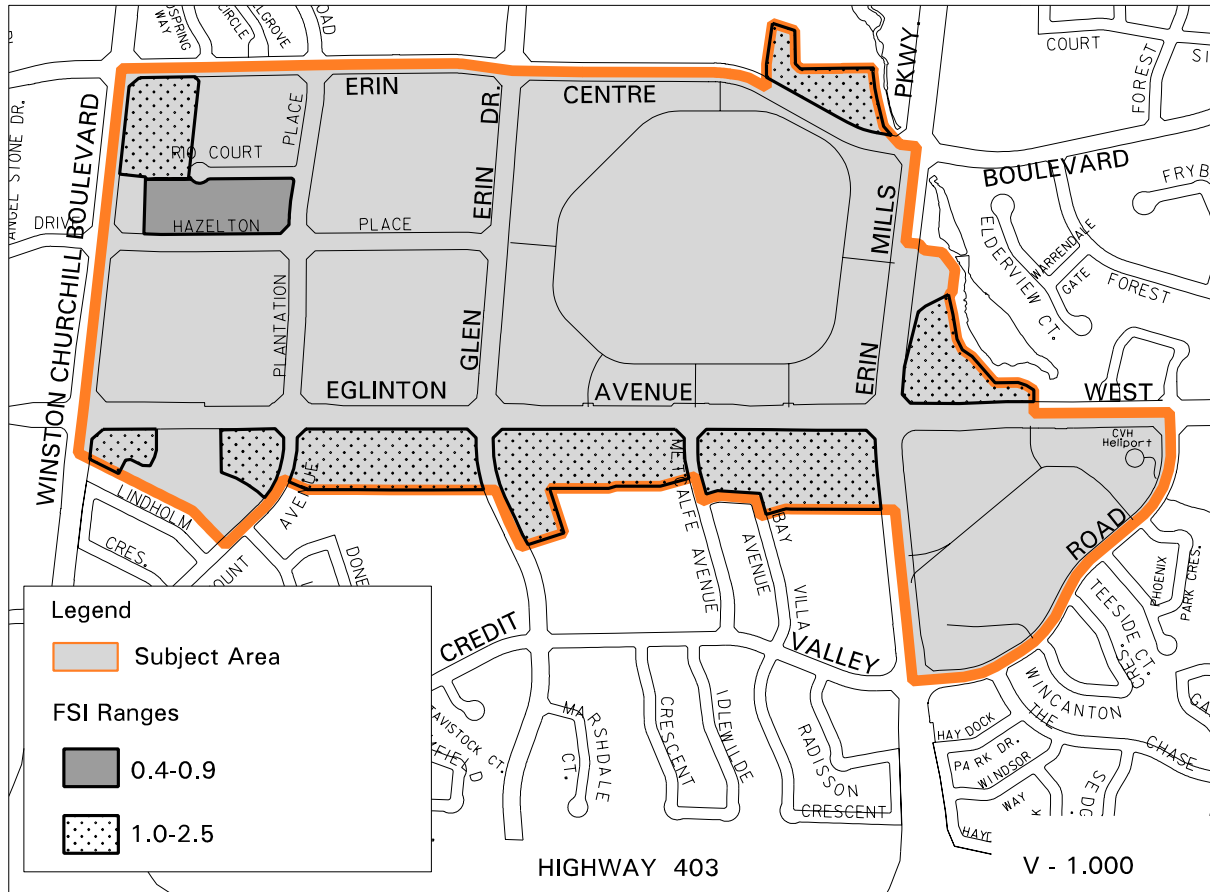 COURT
FOREST
PKWY.
ERIN
CENTRE
BOULEVARD
DR.
ERIN
PLACE
RIO COURT
ANGEL STONE DR.
DRIVE
HAZELTON
PLACE
WINSTON CHURCHILL BOULEVARD
MILLS
ERIN
ELDERVIEW CT.
WARRENDALE
GATE
FOREST
PLANTATION
GLEN
EGLINTON
AVENUE
WEST
CVH
Heliport
ROAD
LINDHOLM
CRES.
AVENUE
METCALFE AVENUE
AVENUE
BAY
VILLA
PHOENIX
PARK CRES.
TEESIDE CT.
CRES.
Legend
Subject Area
FSI Ranges
0.4-0.9
1.0-2.5
CREDIT
VALLEY
MARSHDALE
CT.
CRESCENT
IDLEWILDE
RADISSON
CRESCENT
TAVISTOCK CT.
WINCANTON
THE
CHASE
HAYDOCK
PARK DR.
WINDSOR
WAY
HIGHWAY 403
V - 1.000